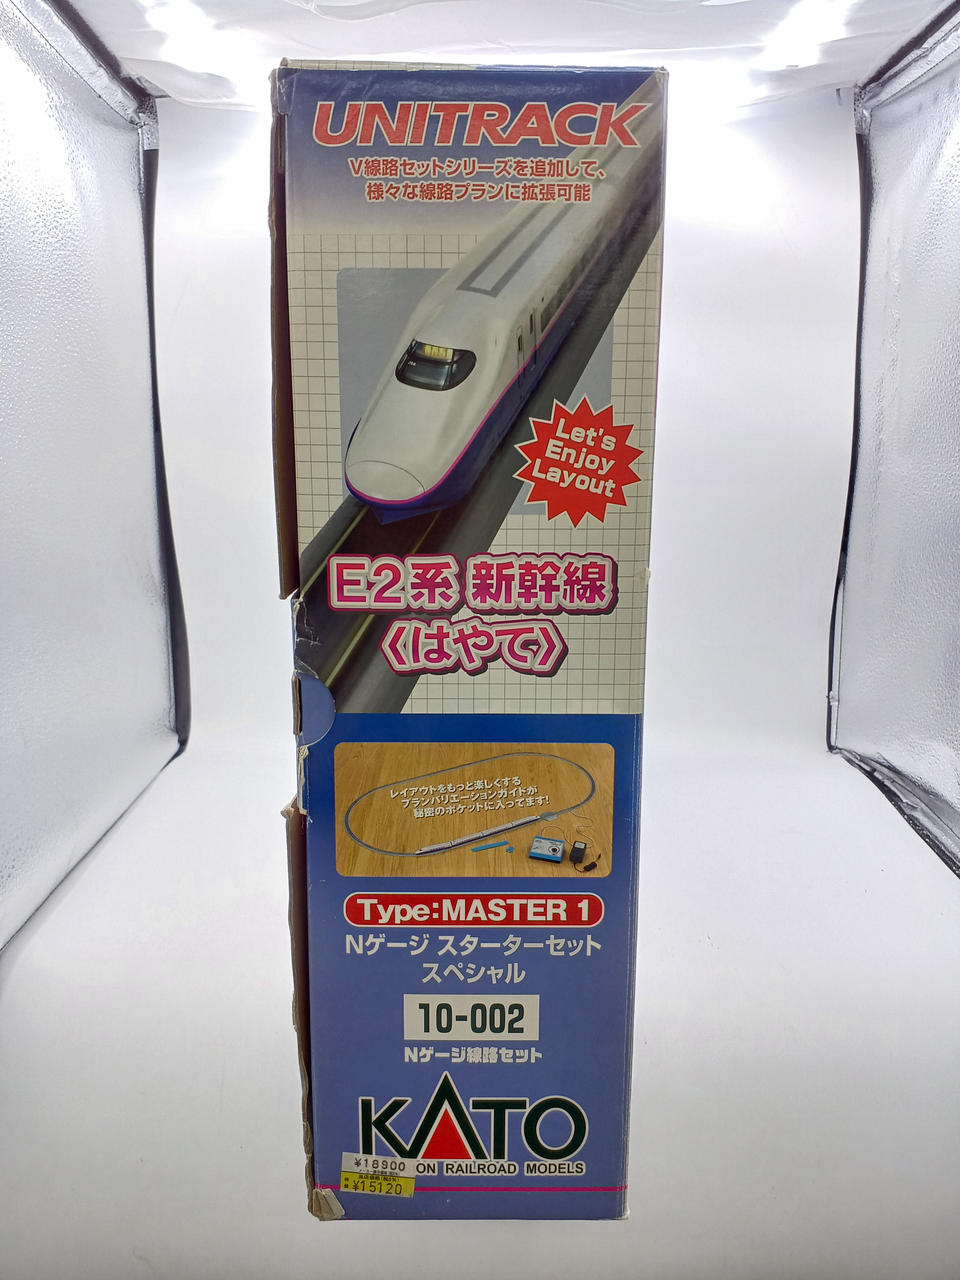 UNITRACK
V線路セットシリーズを追加して、
様々な線路プランに拡張可能
Let's
Enjoy
Layout
E2系 新幹線
〈はやて〉
レイアウトをもっと楽しくする
プランバリエーションガイドが
秘密のポケットに入ってます!
Type:MASTER 1
Nゲージ スターターセット
スペシャル
10-002
Nゲージ線路セット
KATO
ON RAILROAD MODELS
¥18900
¥15120